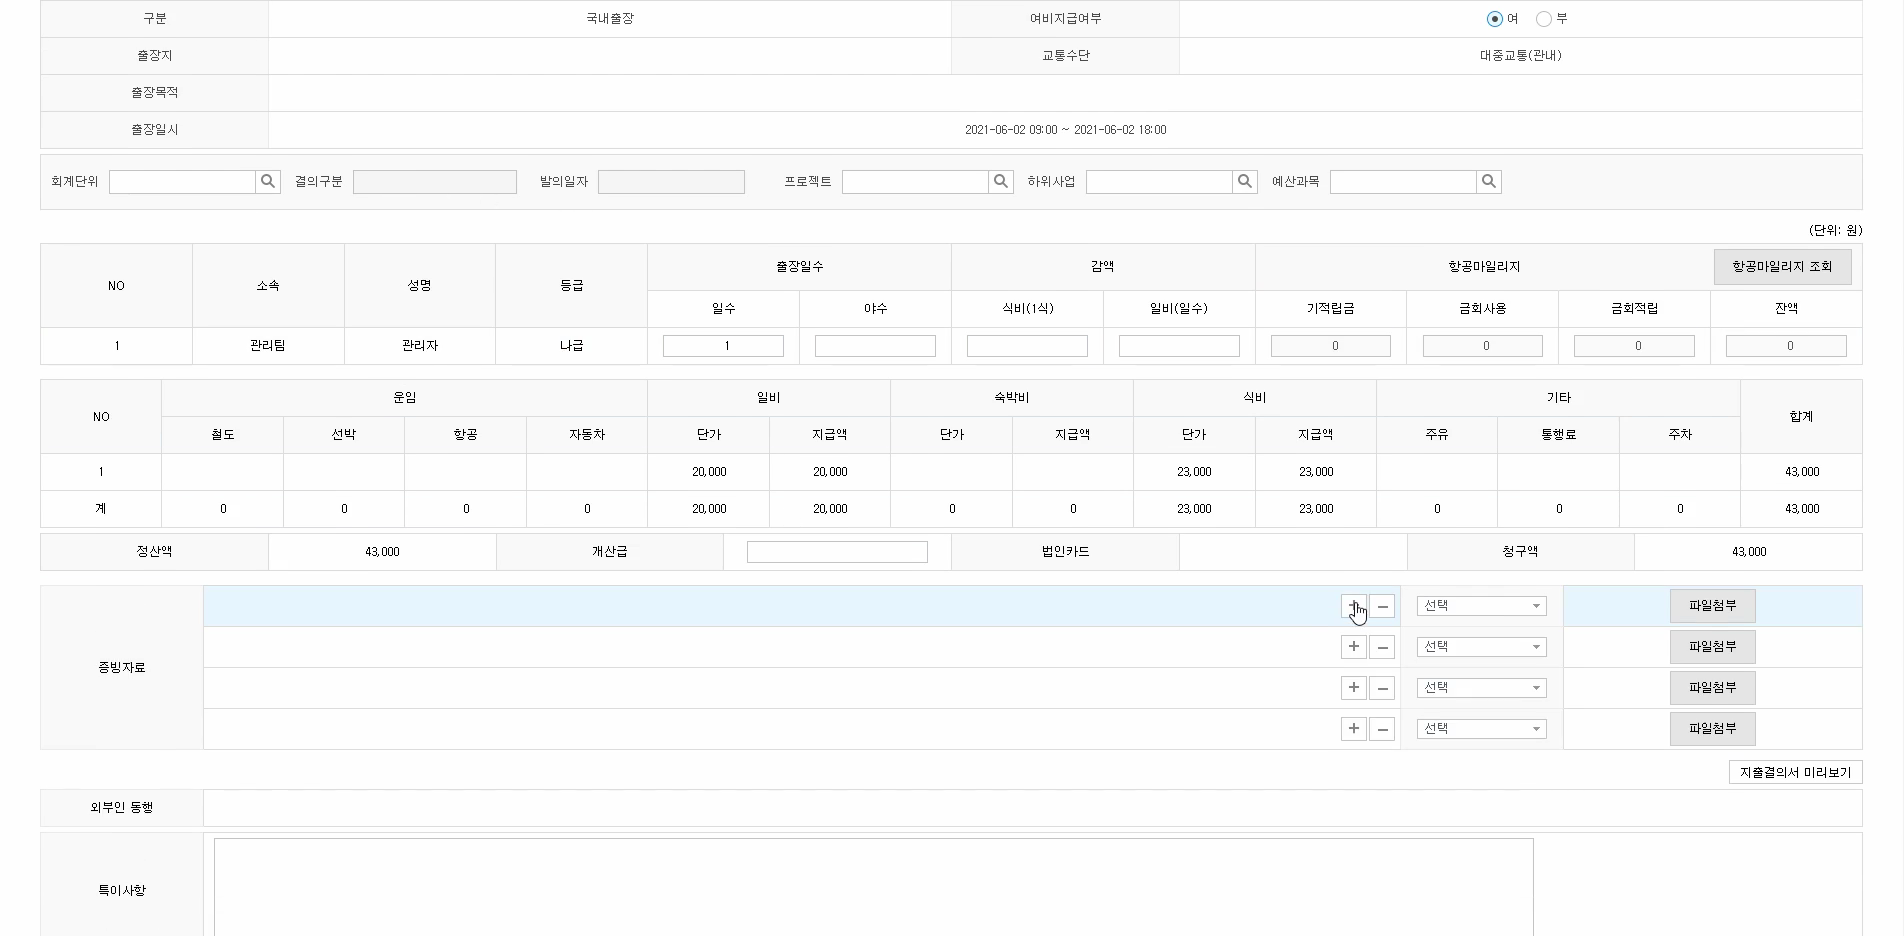 구분 국내출장 여비지급여부 여 부
출장지 교통수단 대중교통(관내)
출장목적
출장일시 2021-06-02 09:00 ~ 2021-06-02 18:00
회계단위 결의구분 발의일자 프로젝트 하위사업 예산과목
(단위: 원)
NO 소속 성명 등급 출장일수 감액 항공마일리지 항공마일리지 조회
일수 야수 식비(1식) 일비(일수) 기적립금 금회사용 금회적립 잔액
1 관리팀 관리자 나급 1 0 0 0 0
NO 운임 일비 숙박비 식비 기타 합계
철도 선박 항공 자동차 단가 지급액 단가 지급액 단가 지급액 주유 통행료 주차
1 20,000 20,000 23,000 23,000 43,000
계 0 0 0 0 20,000 20,000 0 0 23,000 23,000 0 0 0 43,000
정산액 43,000 개산급 법인카드 청구액 43,000
증빙자료
선택 파일첨부
선택 파일첨부
선택 파일첨부
선택 파일첨부
지출결의서 미리보기
외부인 동행
특이사항